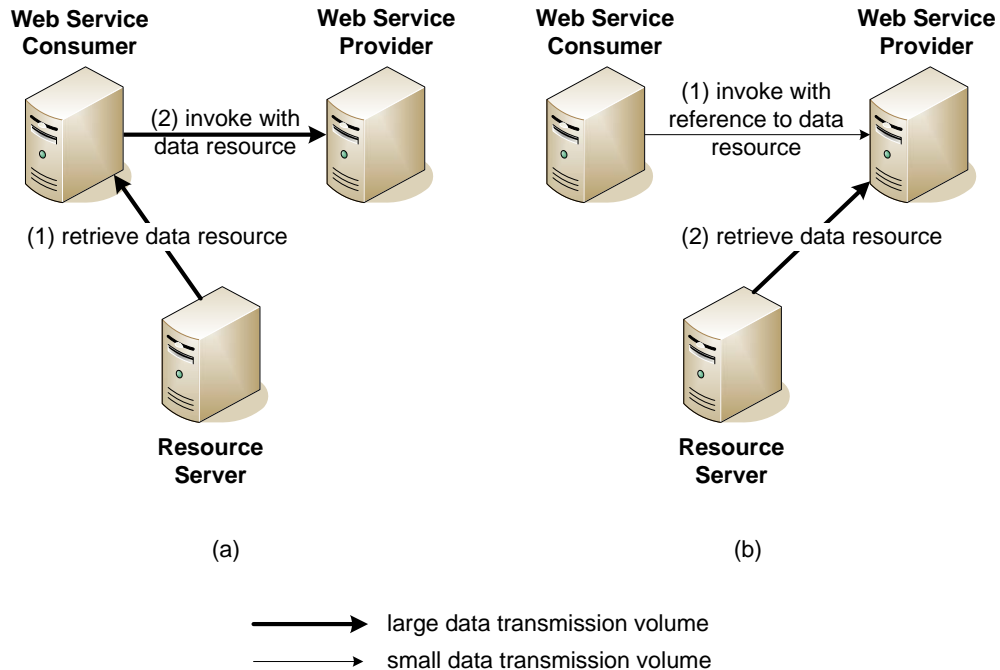 Web Service
Consumer
Web Service
Provider
(2) invoke with
data resource
(1) retrieve data resource
Resource
Server
(a)
Web Service
Consumer
Web Service
Provider
(1) invoke with
reference to data
resource
(2) retrieve data resource
Resource
Server
(b)
large data transmission volume
small data transmission volume